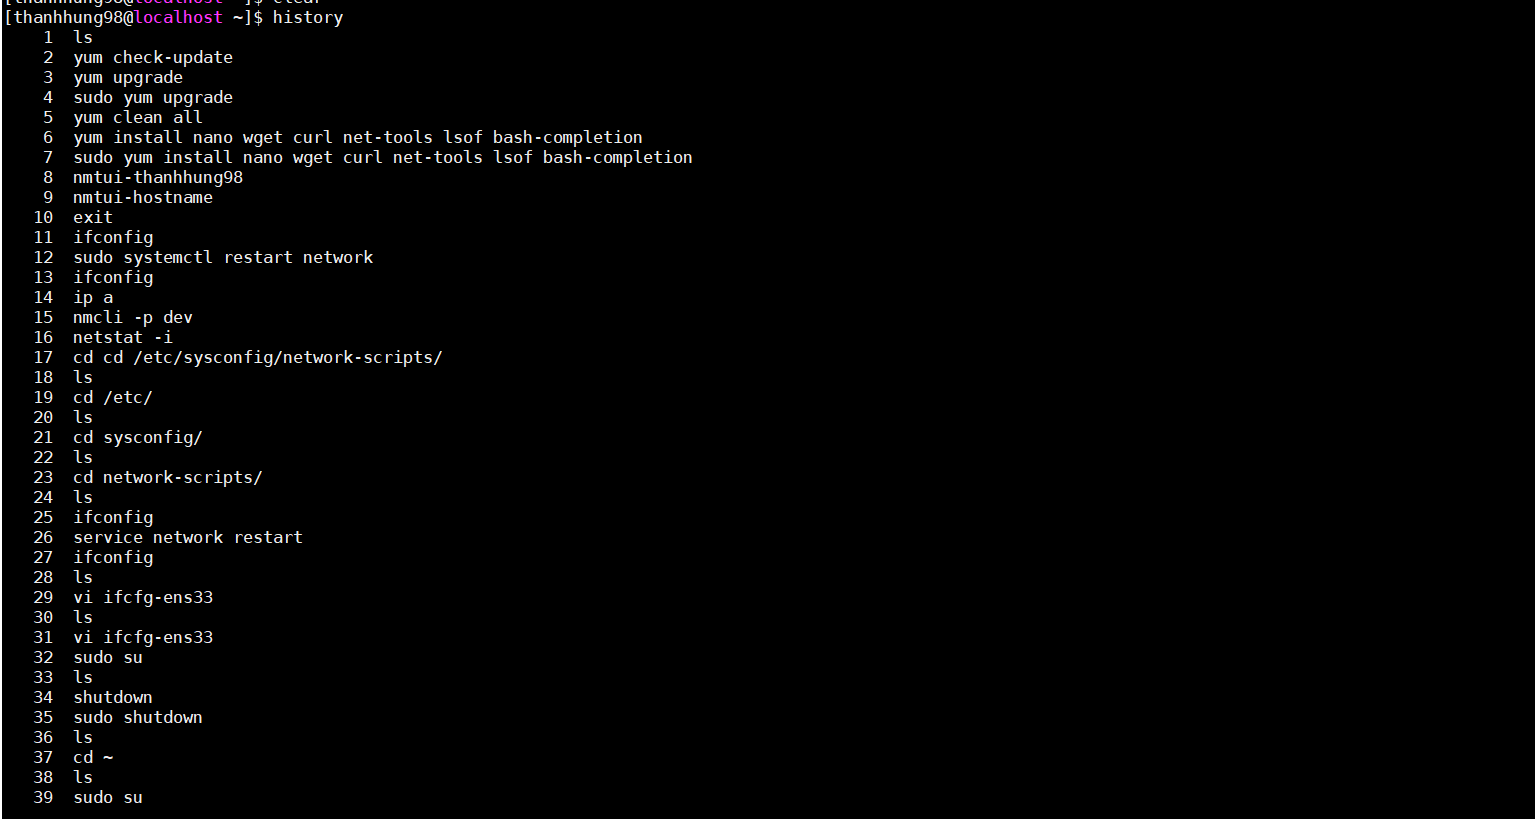 [thanhhung98@localhost ~]$ clear
[thanhhung98@localhost ~]$ history
    1  ls
    2  yum check-update
    3  yum upgrade
    4  sudo yum upgrade
    5  yum clean all
    6  yum install nano wget curl net-tools lsof bash-completion
    7  sudo yum install nano wget curl net-tools lsof bash-completion
    8  nmtui-thanhhung98
    9  nmtui-hostname
   10  exit
   11  ifconfig
   12  sudo systemctl restart network
   13  ifconfig
   14  ip a
   15  nmcli -p dev
   16  netstat -i
   17  cd cd /etc/sysconfig/network-scripts/
   18  ls
   19  cd /etc/
   20  ls
   21  cd sysconfig/
   22  ls
   23  cd network-scripts/
   24  ls
   25  ifconfig
   26  service network restart
   27  ifconfig
   28  ls
   29  vi ifcfg-ens33
   30  ls
   31  vi ifcfg-ens33
   32  sudo su
   33  ls
   34  shutdown
   35  sudo shutdown
   36  ls
   37  cd ~
   38  ls
   39  sudo su